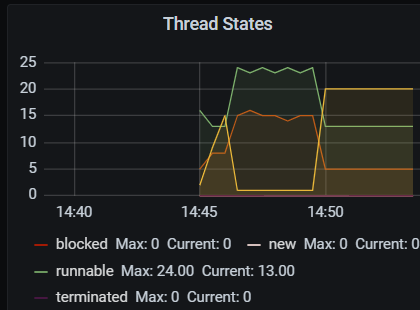 Thread States
25
20
15
10
5
0
14:40 14:45 14:50
blocked Max: 0 Current: 0 new Max: 0 Current: 0
runnable Max: 24.00 Current: 13.00
terminated Max: 0 Current: 0